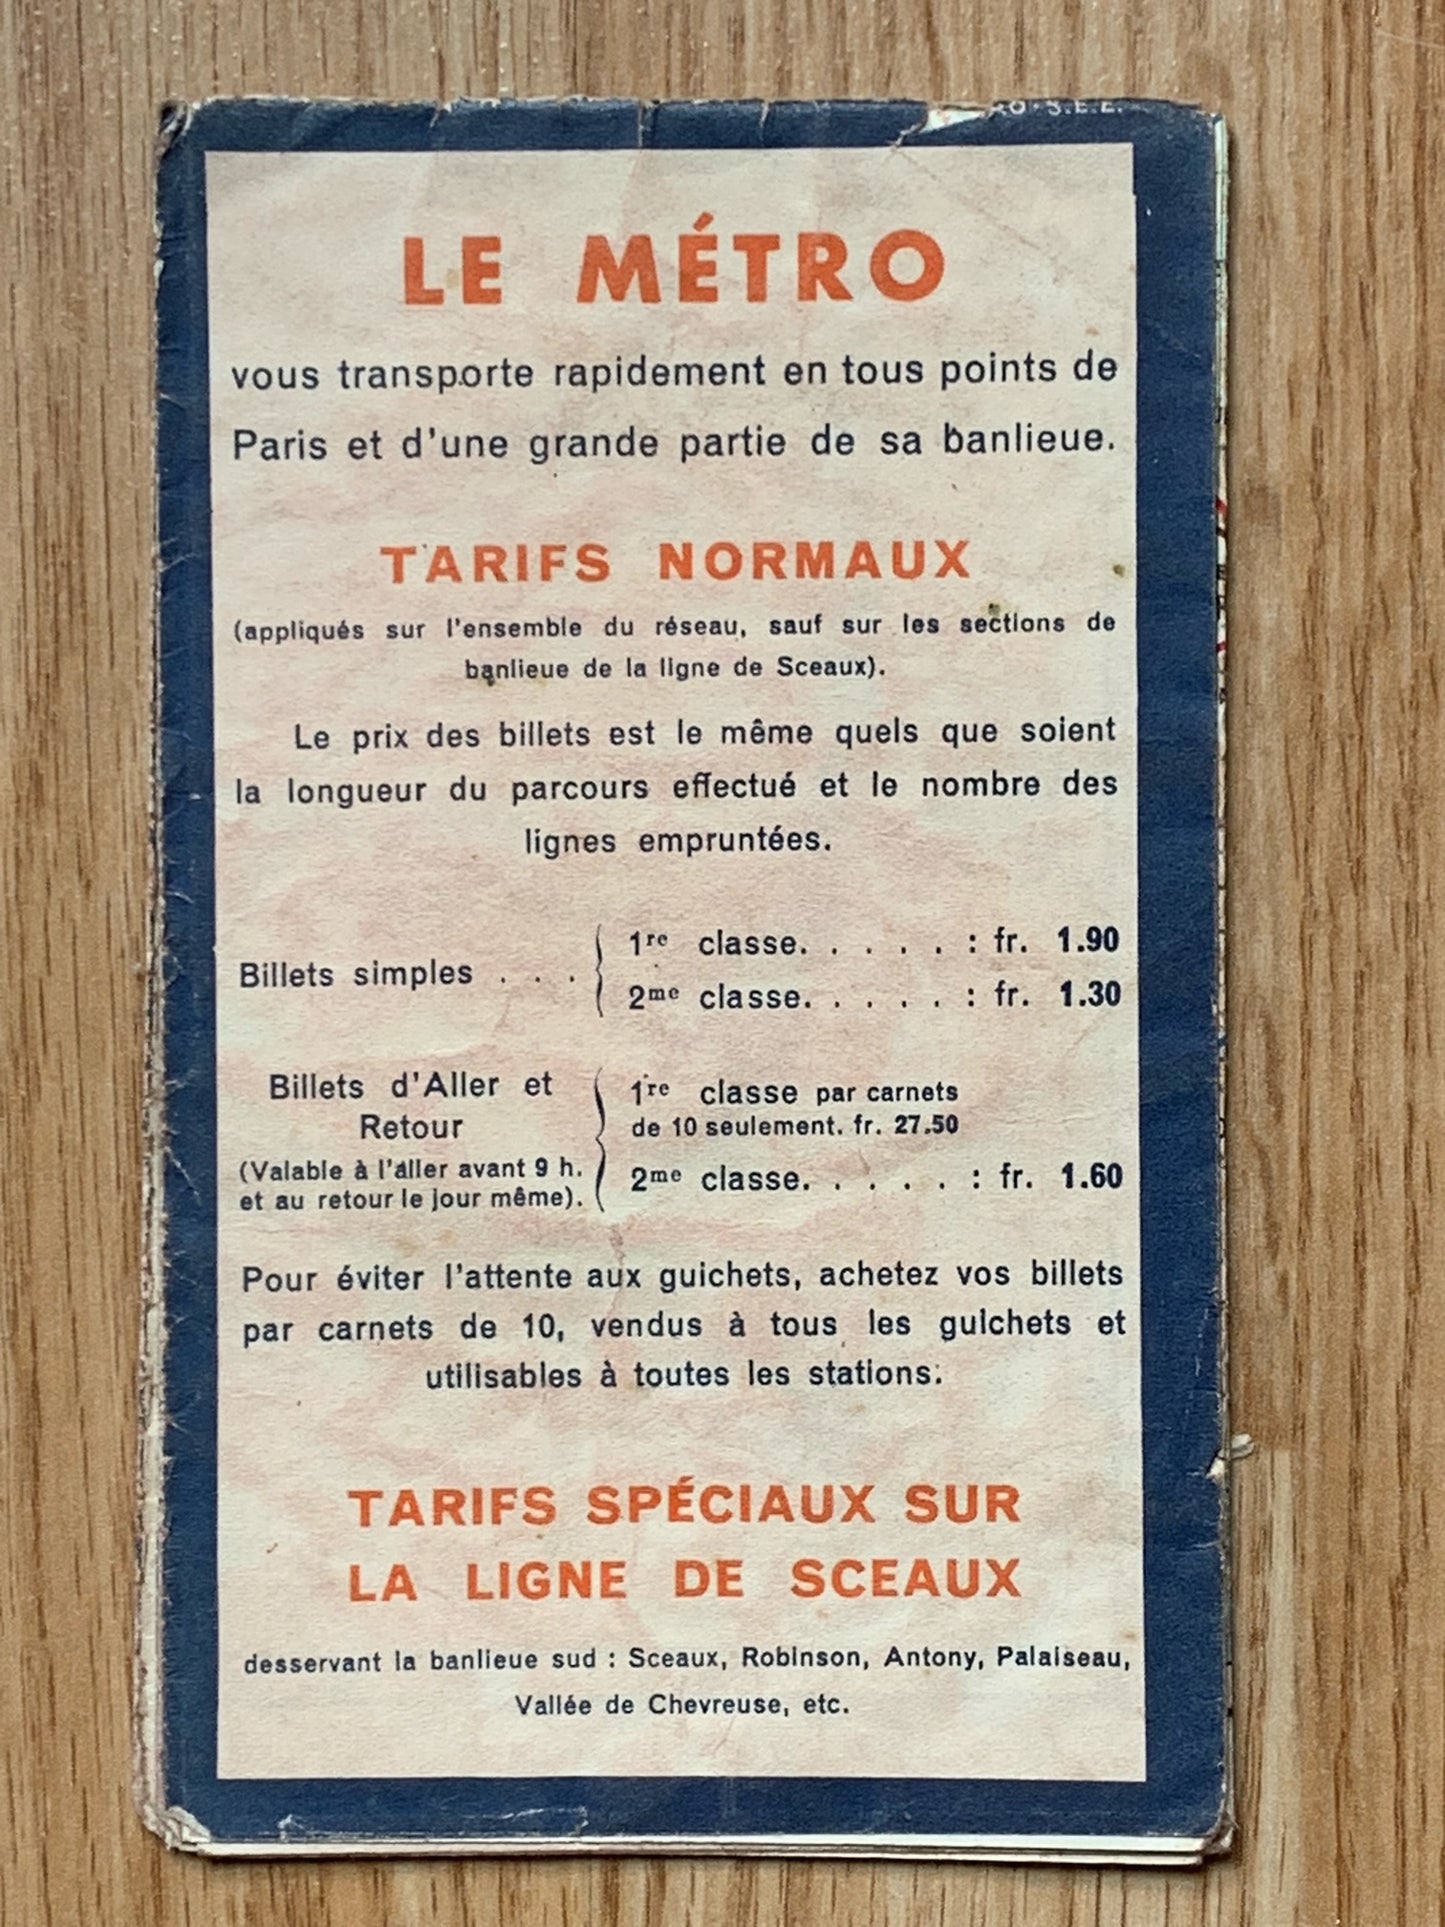 S.E.E.
LE MÉTRO
vous transporte rapidement en tous points de
Paris et d'une grande partie de sa banlieue.
TARIFS NORMAUX
(appliqués sur l'ensemble du réseau, sauf sur les sections de
banlieue de la ligne de Sceaux).
Le prix des billets est le même quels que soient
la longueur du parcours effectué et le nombre des
lignes empruntées.
Billets simples . . . { 1re classe. . . . . : fr. 1.90
2me classe. . . . . : fr. 1.30
Billets d'Aller et
Retour
(Valable à l'aller avant 9 h.
et au retour le jour même).
{ 1re classe par carnets
de 10 seulement. fr. 27.50
2me classe. . . . . : fr. 1.60
Pour éviter l'attente aux guichets, achetez vos billets
par carnets de 10, vendus à tous les guichets et
utilisables à toutes les stations.
TARIFS SPÉCIAUX SUR
LA LIGNE DE SCEAUX
desservant la banlieue sud : Sceaux, Robinson, Antony, Palaiseau,
Vallée de Chevreuse, etc.